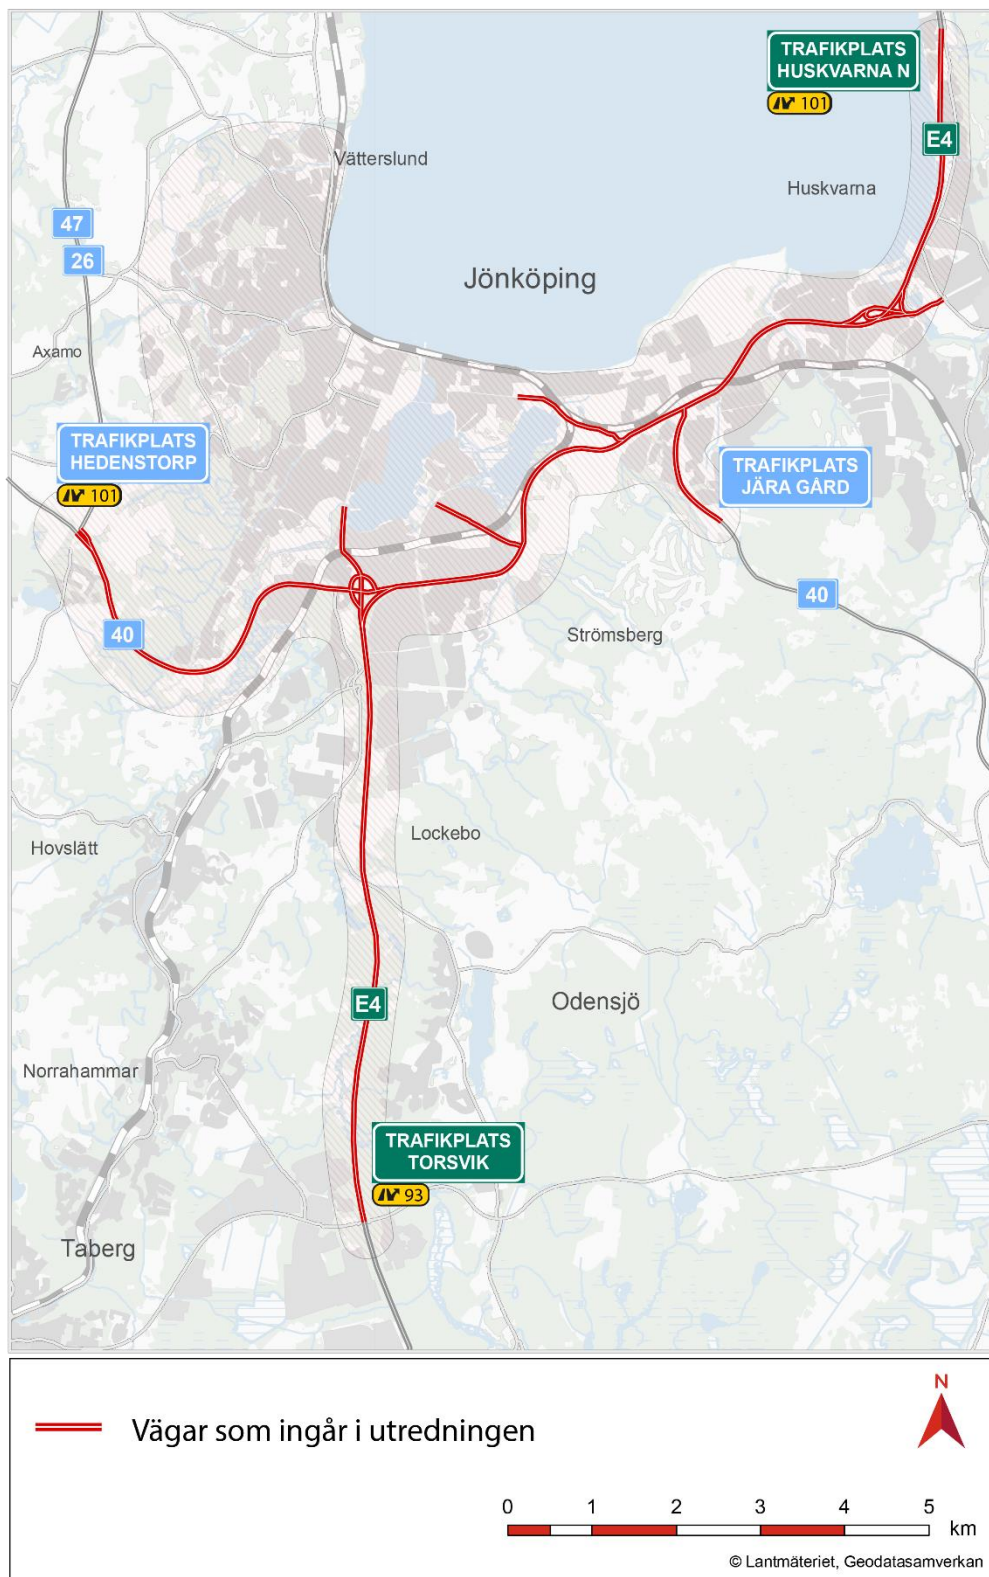 TRAFIKPLATS
HUSKVARNA N
101
E4
Vätterslund
Huskvarna
47
26
Jönköping
Axamo
TRAFIKPLATS
HEDENSTORP
101
TRAFIKPLATS
JÄRA GÅRD
40
40
Strömsberg
Lockebo
Hovslätt
E4
Odensjö
Norrahammar
TRAFIKPLATS
TORSVIK
93
Taberg
N
Vägar som ingår i utredningen
0 1 2 3 4 5
km
© Lantmäteriet, Geodatasamverkan